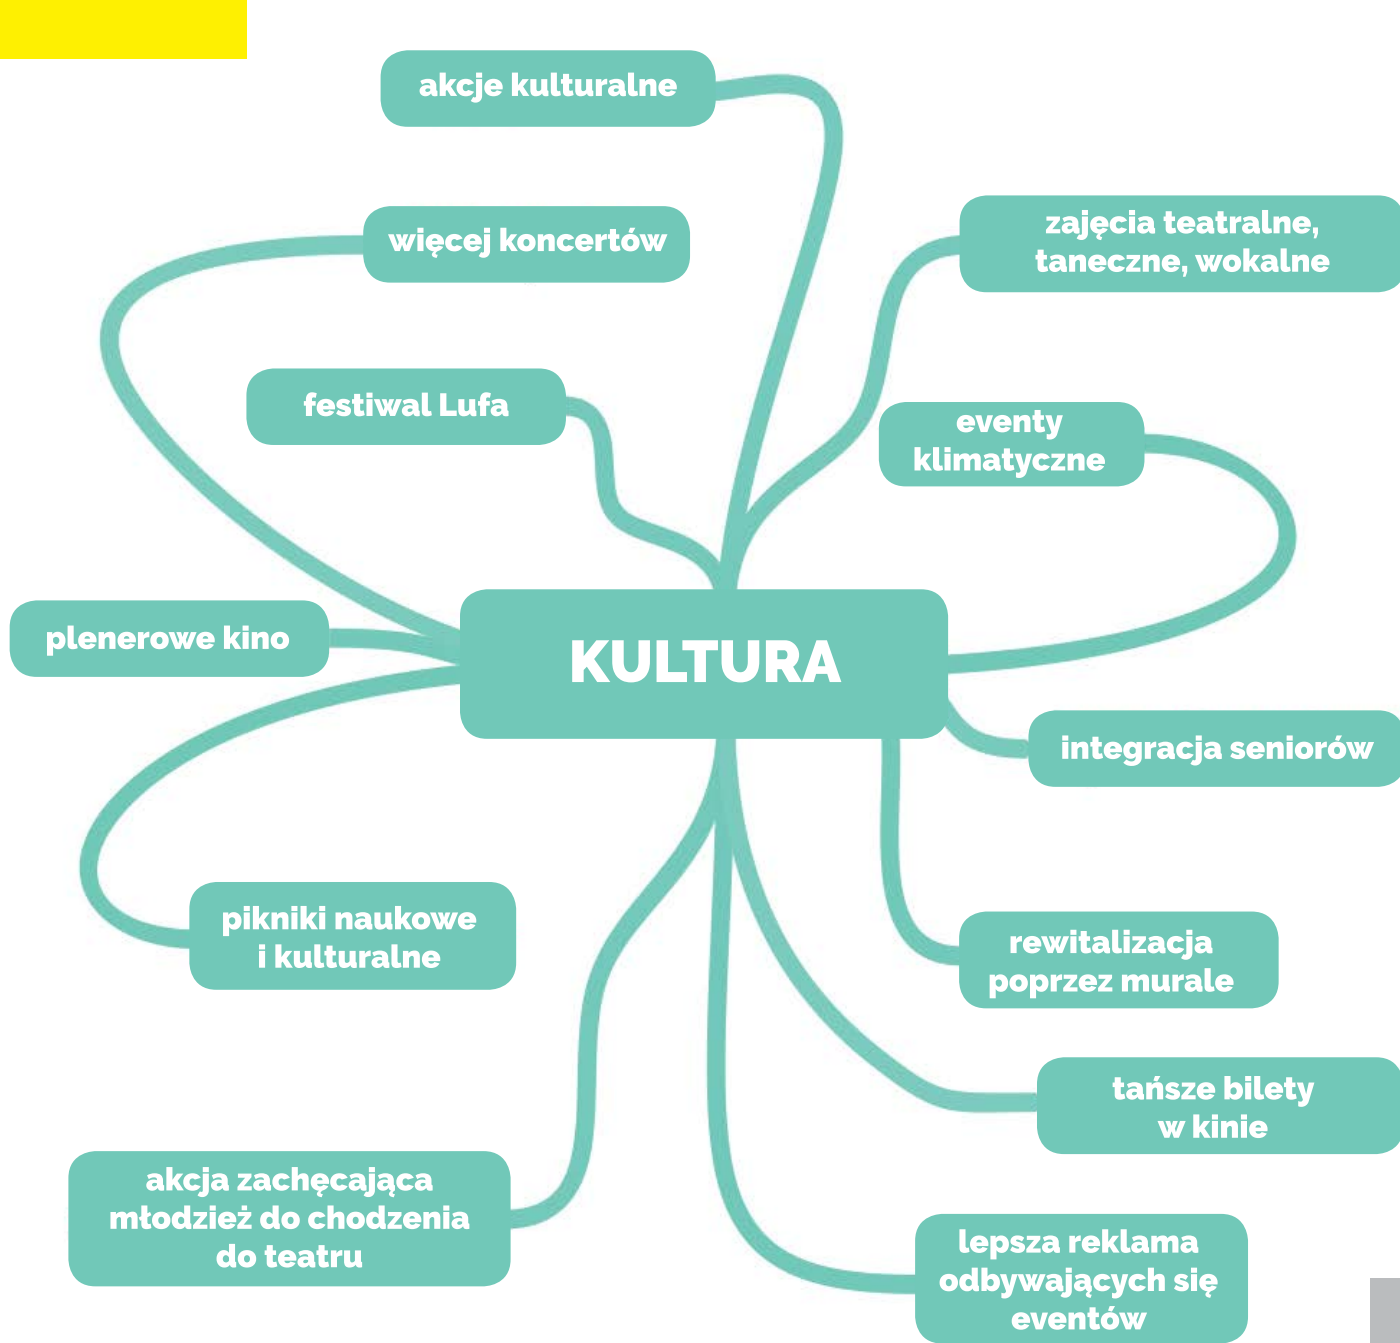 akcje kulturalne
zajęcia teatralne,
taneczne, wokalne
więcej koncertów
festiwal Lufa
eventy
klimatyczne
plenerowe kino
KULTURA
integracja seniorów
pikniki naukowe
i kulturalne
rewitalizacja
poprzez murale
tańsze bilety
w kinie
akcja zachęcająca
młodzież do chodzenia
do teatru
lepsza reklama
odbywających się
eventów